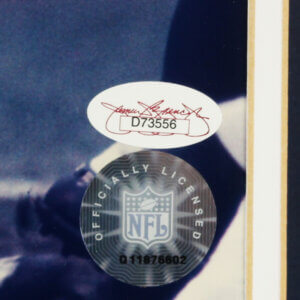 D73556
OFFICIALLY LICENSED
NFL
D11876602